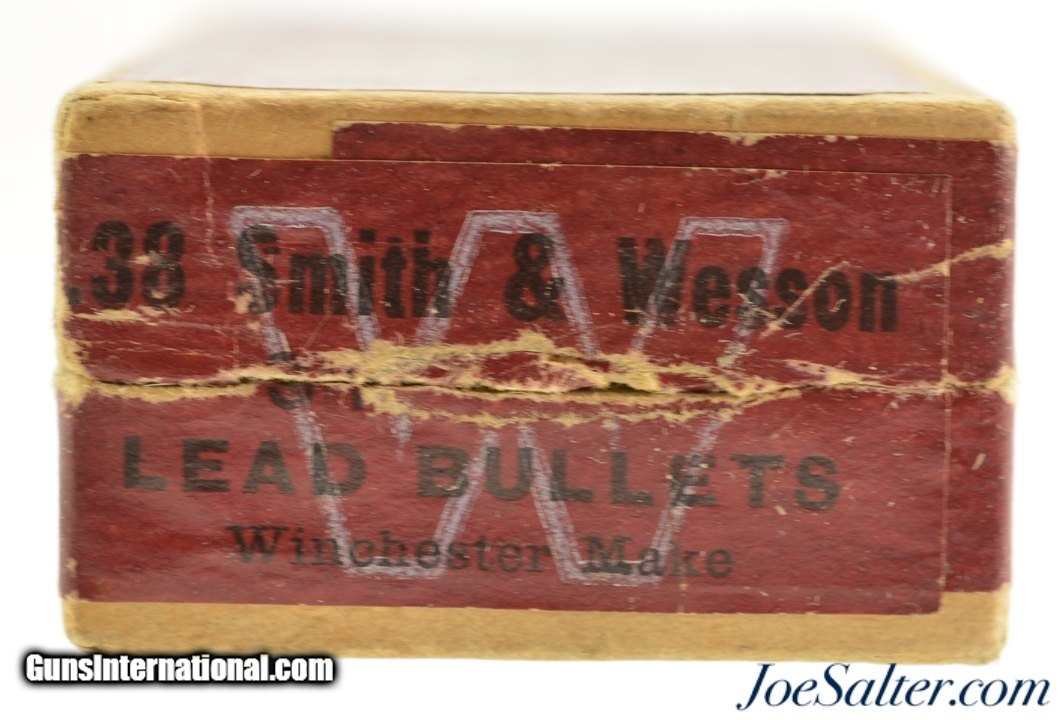 .38 Smith & Wesson
W
LEAD BULLETS
Winchester Make
GunsInternational.com
JoeSalter.com